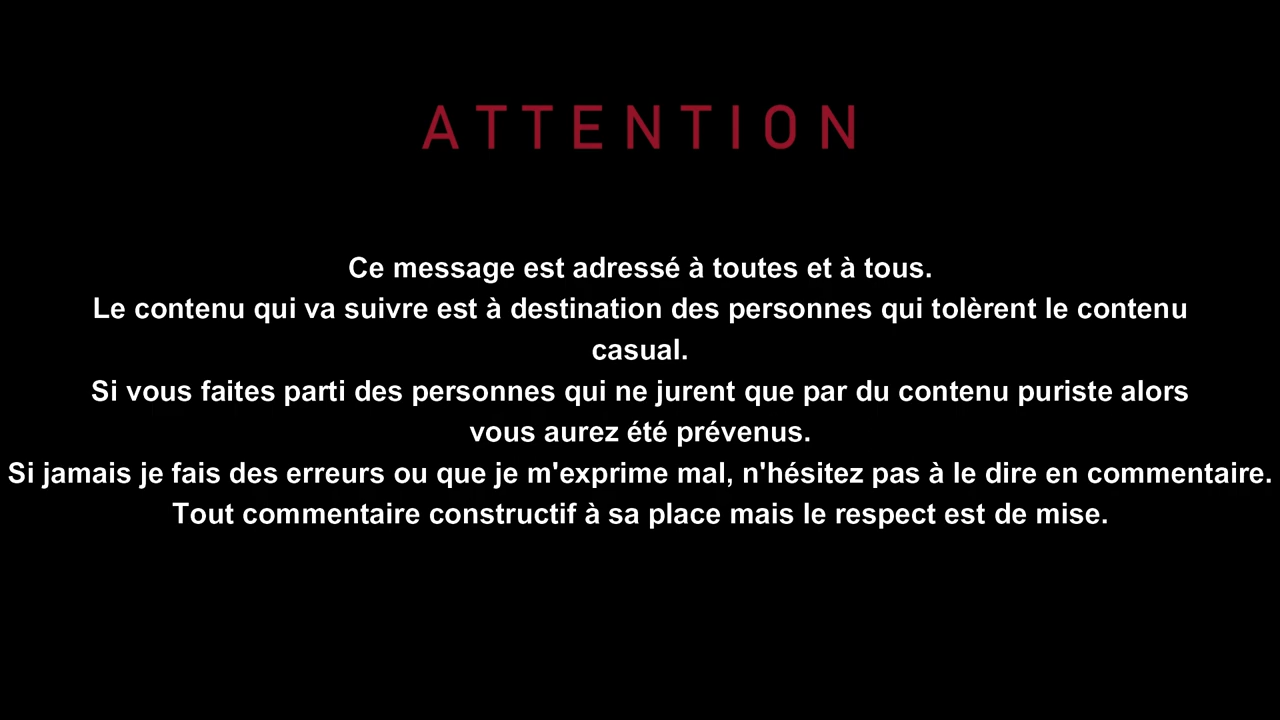 ATTENTION
Ce message est adressé à toutes et à tous.
Le contenu qui va suivre est à destination des personnes qui tolèrent le contenu
casual.
Si vous faites parti des personnes qui ne jurent que par du contenu puriste alors
vous aurez été prévenus.
Si jamais je fais des erreurs ou que je m'exprime mal, n'hésitez pas à le dire en commentaire.
Tout commentaire constructif à sa place mais le respect est de mise.